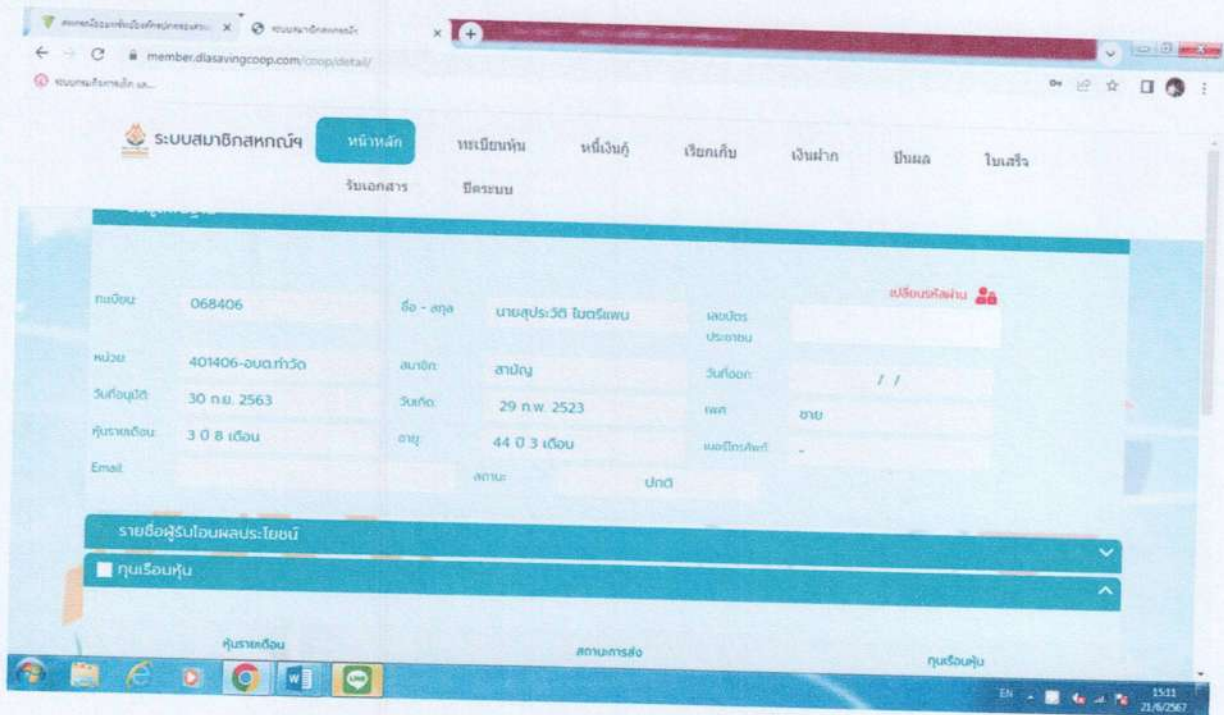 member.dlasavingcoop.com/coop/detail/
ระบบสมาชิกสหกรณ์ฯ หน้าหลัก ทะเบียนหุ้น หนี้เงินกู้ เรียกเก็บ เงินฝาก ปันผล ใบเสร็จ
รับเอกสาร ปิดระบบ
เปลี่ยนรหัสผ่าน
ทะเบียน: 068406 ชื่อ - สกุล นายสุประวัติ ไมตรีแพน เลขบัตร
ประชาชน
หน่วย: 401406-อบต.ทำวัด สมาชิก: สามัญ วันที่ออก: / /
วันที่อนุมัติ: 30 ก.ย. 2563 วันเกิด: 29 ก.พ. 2523 เพศ: ชาย
หุ้นรายเดือน: 3 ปี 8 เดือน อายุ: 44 ปี 3 เดือน เบอร์โทรศัพท์: -
Email: สถานะ: ปกติ
รายชื่อผู้รับโอนผลประโยชน์
ทุนเรือนหุ้น
หุ้นรายเดือน สถานะการส่ง ทุนเรือนหุ้น
EN 15:11
21/6/2567